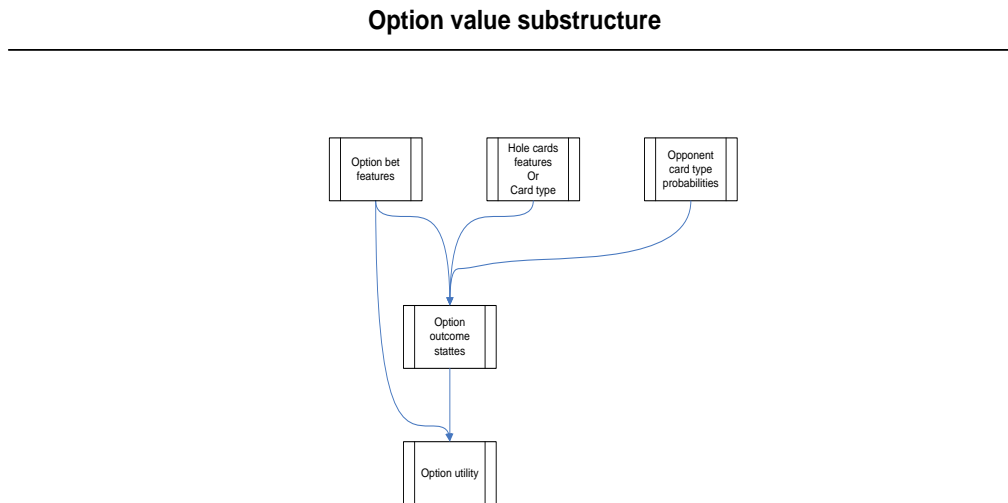 Option value substructure
Option bet
features
Hole cards
features
Or
Card type
Opponent
card type
probabilities
Option
outcome
stattes
Option utility